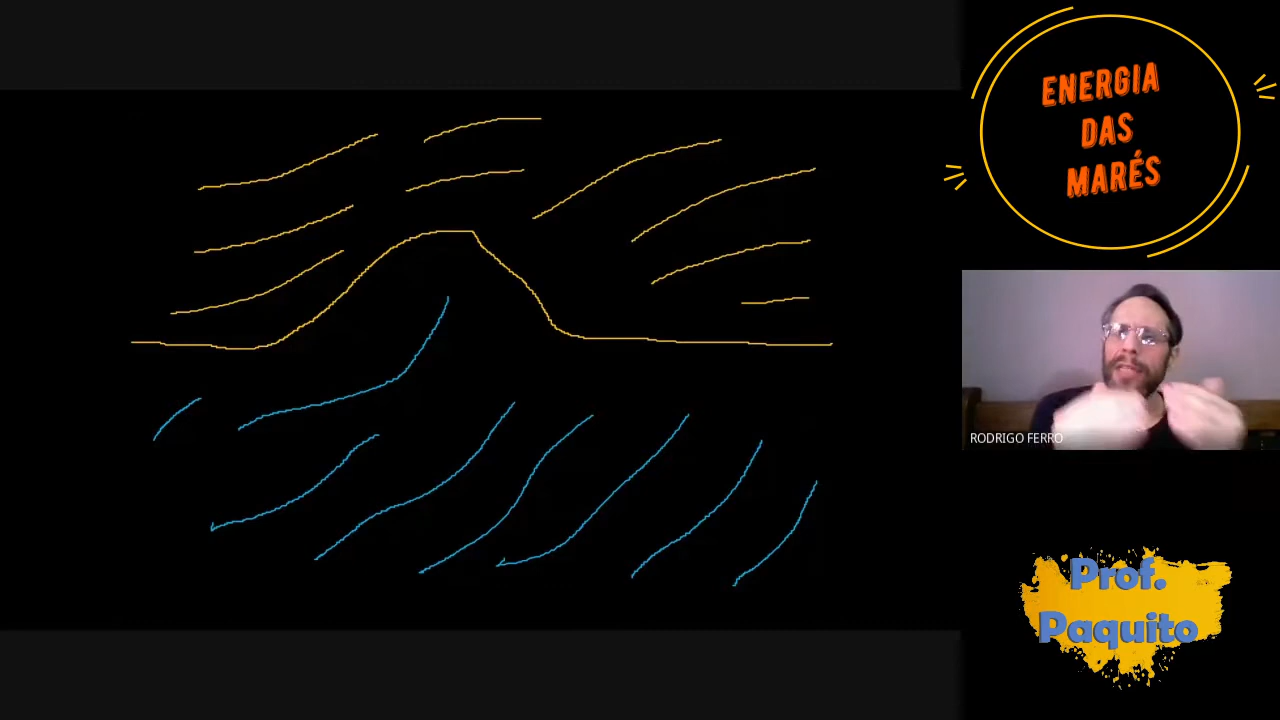 ENERGIA
DAS
MARÉS
RODRIGO FERRO
Prof.
Paquito